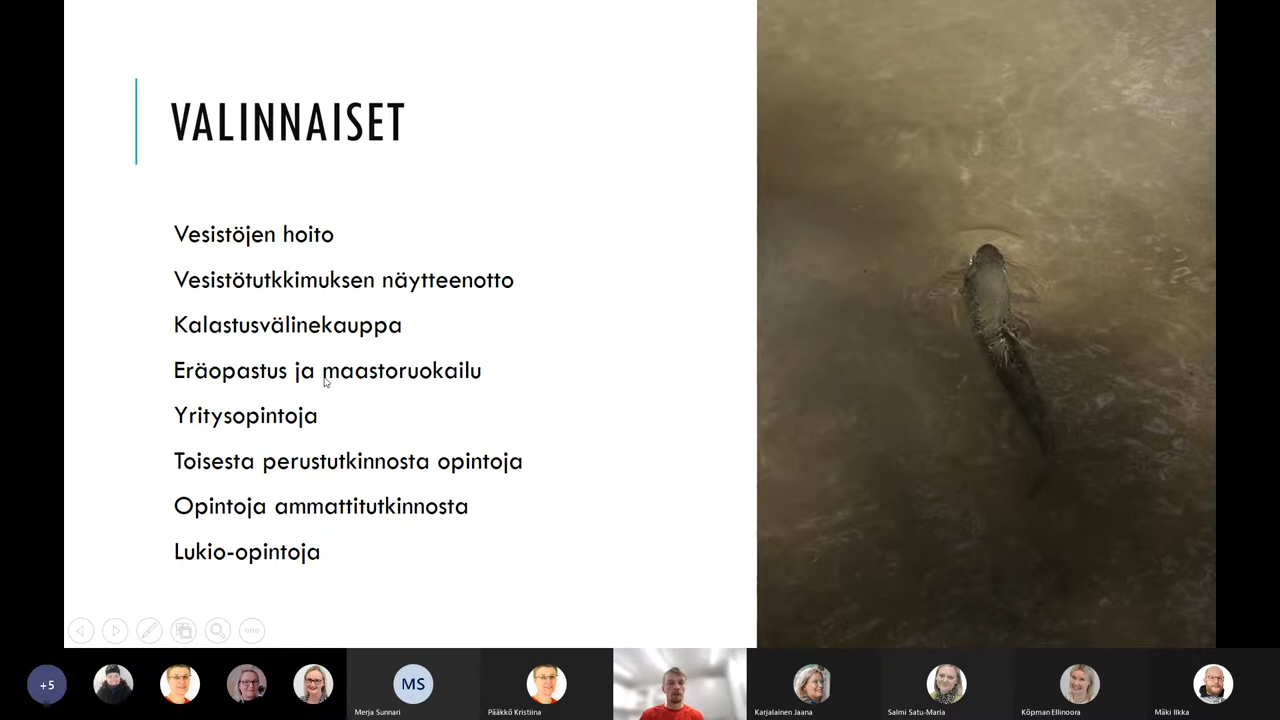 VALINNAISET
Vesistöjen hoito
Vesistötutkkimuksen näytteenotto
Kalastusvälinekauppa
Eräopastus ja maastoruokailu
Yritysopintoja
Toisesta perustutkinnosta opintoja
Opintoja ammattitutkinnosta
Lukio-opintoja
+5
MS
Merja Sunnari
Pääkkö Kristiina
Karjalainen Jaana
Salmi Satu-Maria
Köpman Ellinoora
Mäki Ilkka